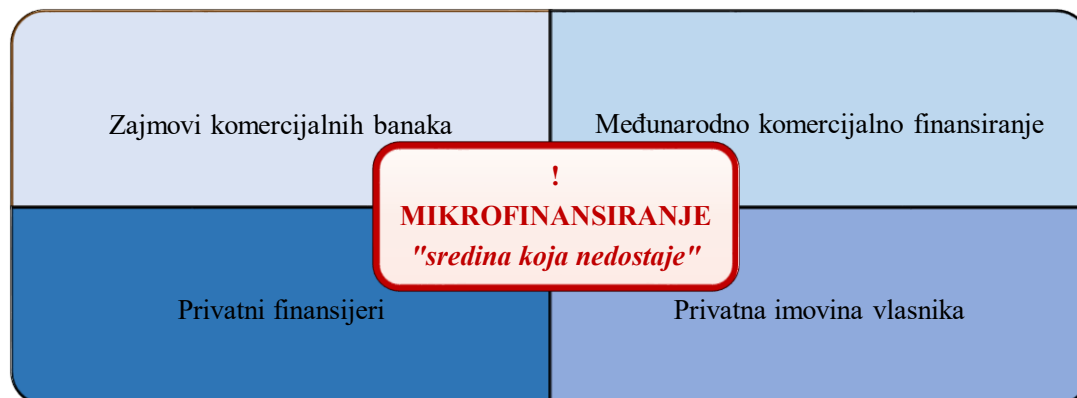 Zajmovi komercijalnih banaka
Međunarodno komercijalno finansiranje
!
MIKROFINANSIRANJE
"sredina koja nedostaje"
Privatni finansijeri
Privatna imovina vlasnika